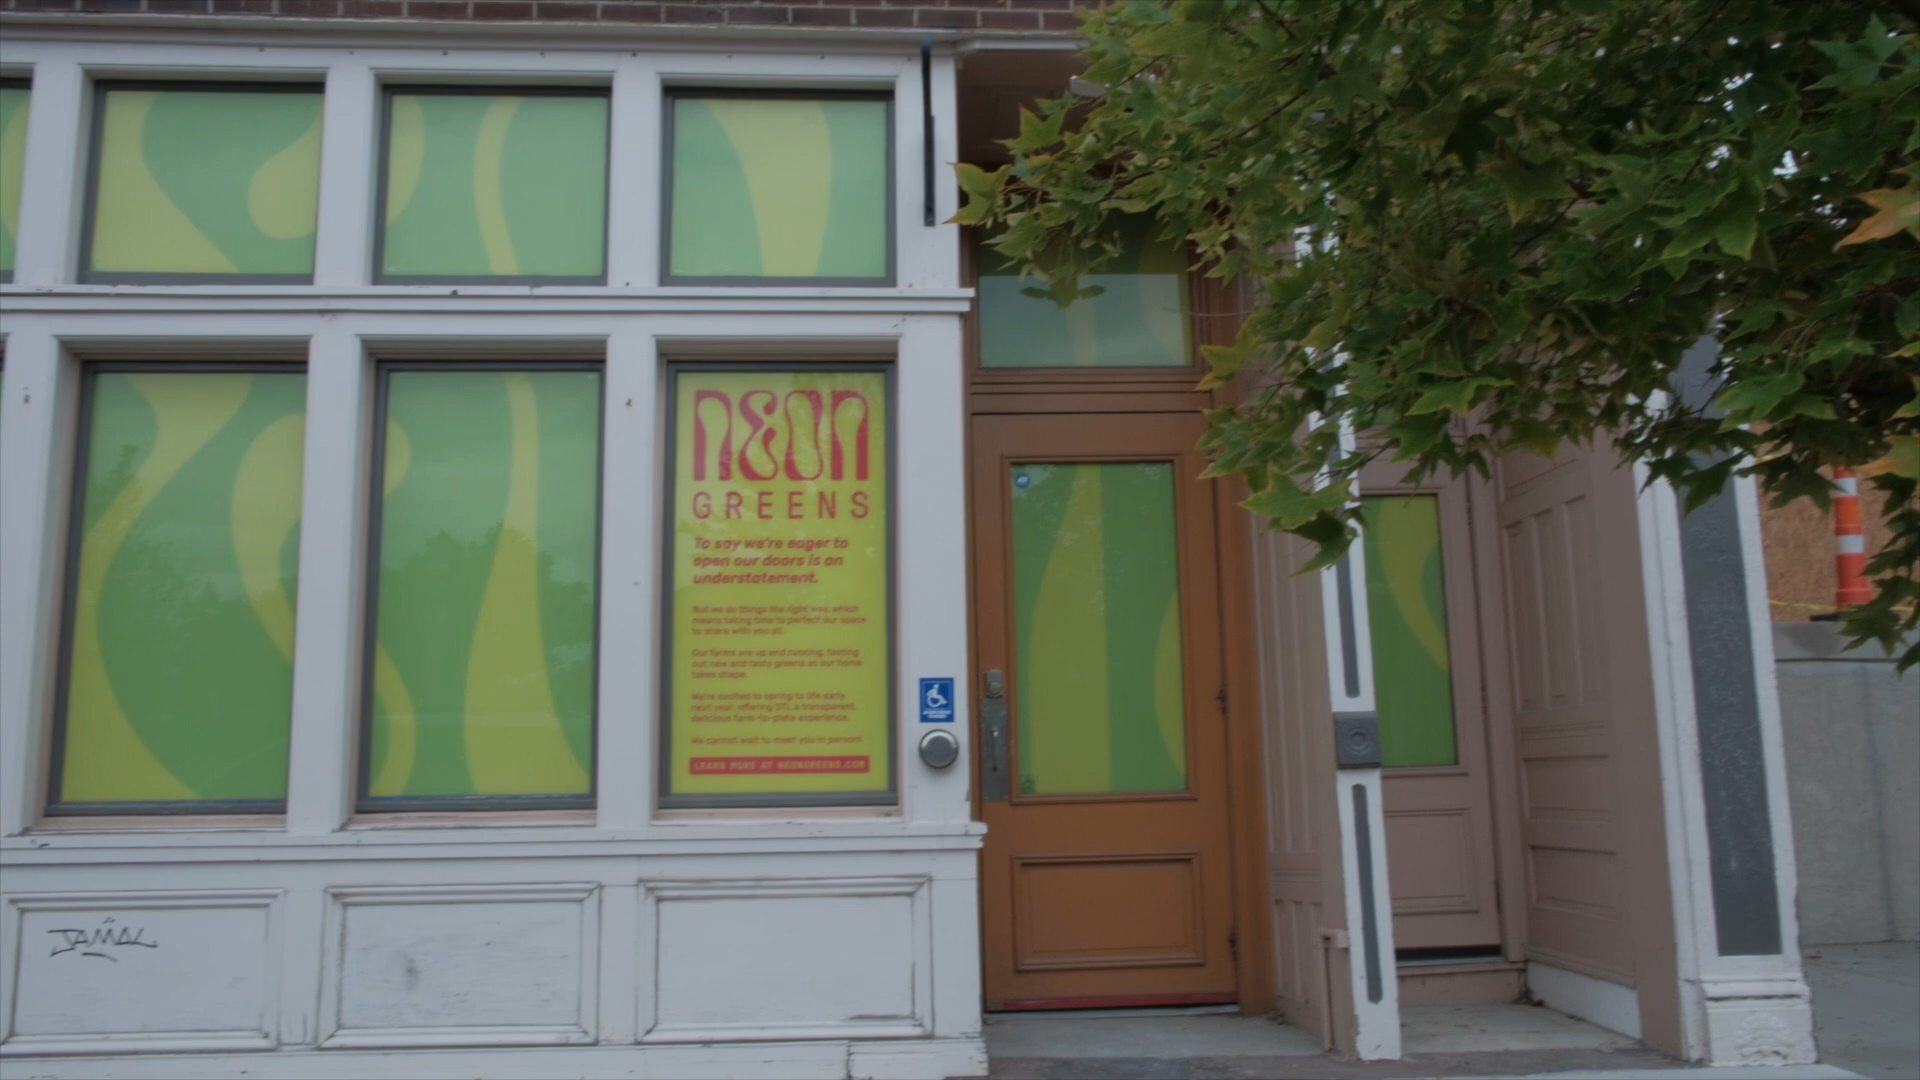 NEON
GREENS
To say we're eager to
open our doors is an
understatement.
But we do things the right way, which
means taking time to perfect our space
to share with you all.
Our farms are up and running, testing
out new and tasty greens as our home
takes shape.
We're excited to spring to life early
next year, offering STL a transparent,
delicious farm-to-plate experience.
We cannot wait to meet you in person!
LEARN MORE AT NEONGREENS.COM
JAMAL